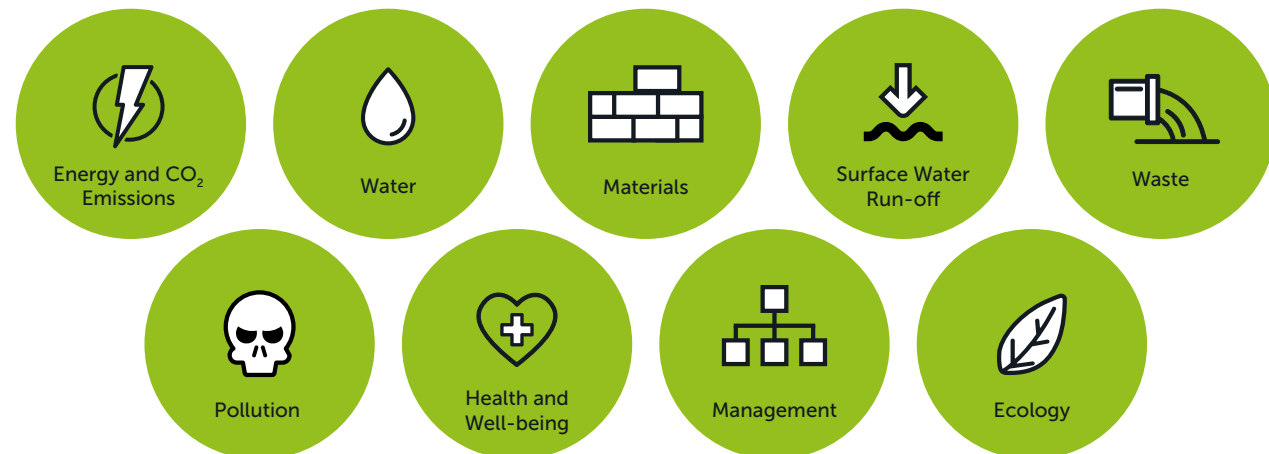 Energy and CO₂
Emissions
Water
Materials
Surface Water
Run-off
Waste
Pollution
Health and
Well-being
Management
Ecology